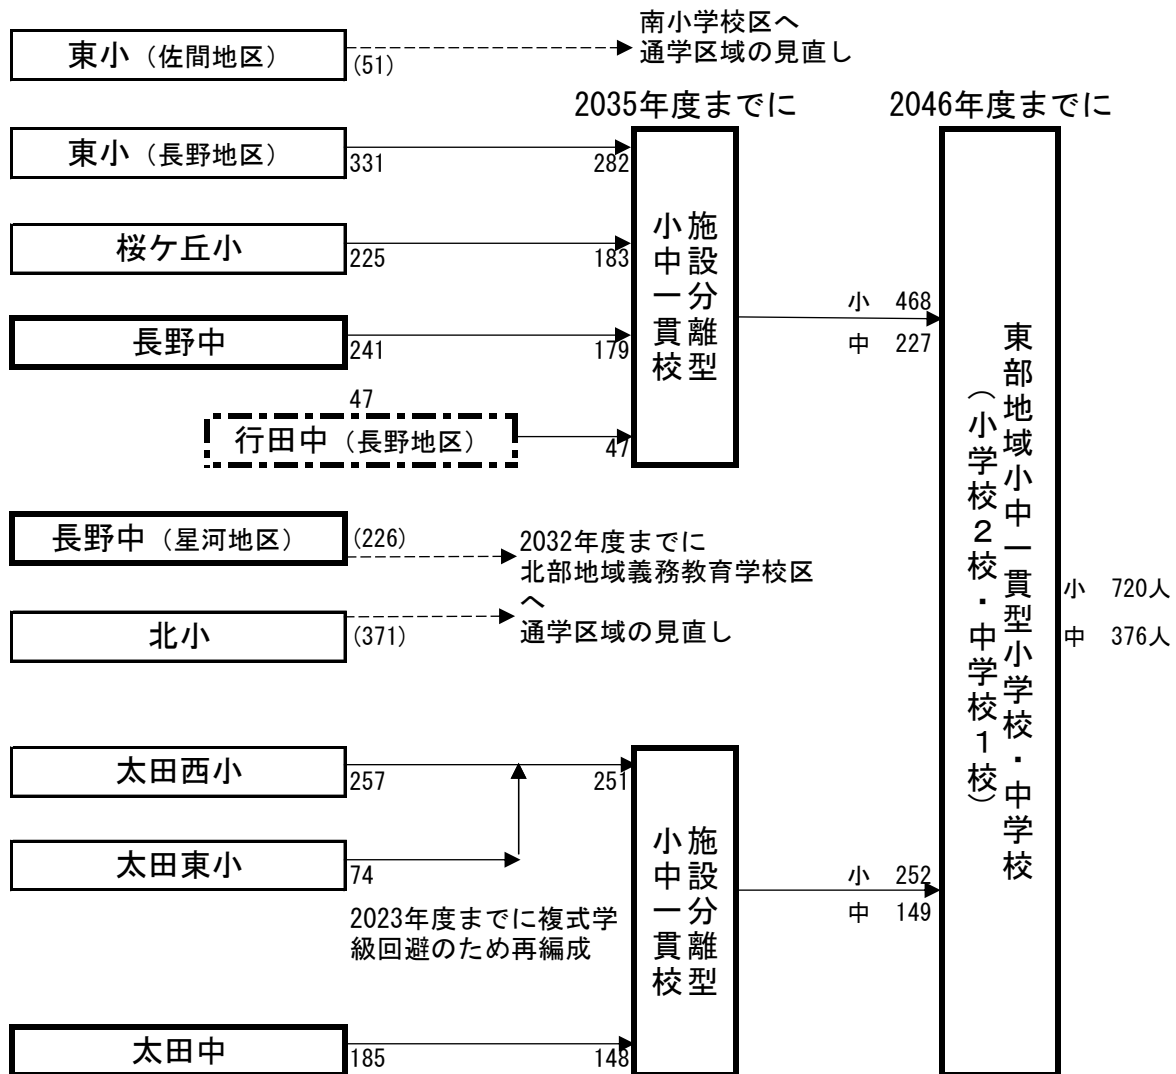 南小学校区へ
通学区域の見直し
東小（佐間地区）
(51)
2035年度までに
2046年度までに
東小（長野地区）
331
282
桜ケ丘小
225
183
長野中
241
179
47
行田中（長野地区）
47
施設分離型
小中一貫校
小 468
中 227
長野中（星河地区）
(226)
2032年度までに
北部地域義務教育学校区
へ
通学区域の見直し
北小
(371)
太田西小
257
251
太田東小
74
2023年度までに複式学
級回避のため再編成
太田中
185
148
施設分離型
小中一貫校
小 252
中 149
東部地域小中一貫型小学校・中学校
（小学校２校・中学校１校）
小 720人
中 376人